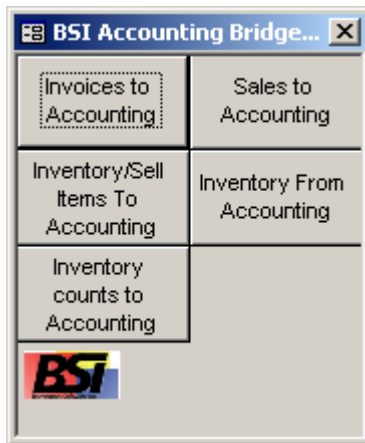 BSI Accounting Bridge...
Invoices to
Accounting
Sales to
Accounting
Inventory/Sell
Items To
Accounting
Inventory From
Accounting
Inventory
counts to
Accounting
BSI